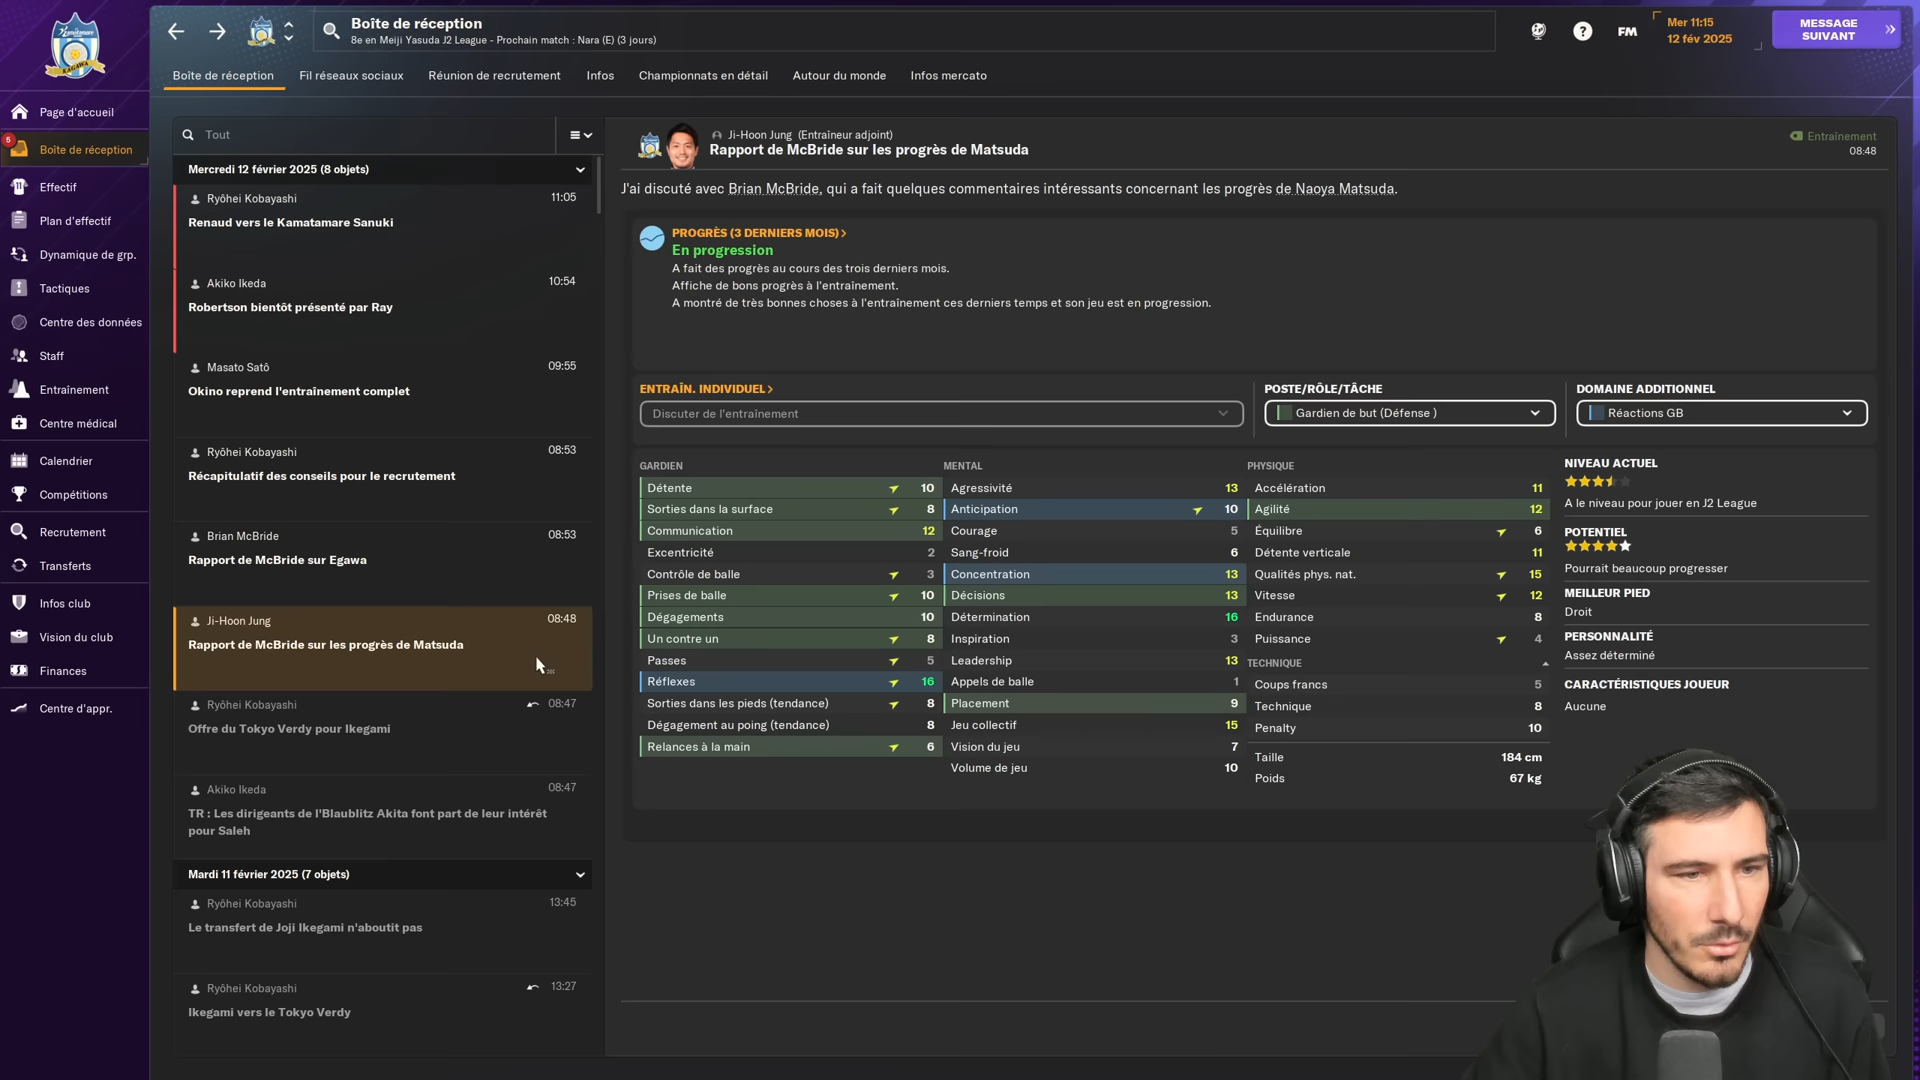 KAGAWA
Page d'accueil
5
Boîte de réception
Effectif
Plan d'effectif
Dynamique de grp.
Tactiques
Centre des données
Staff
Entraînement
Centre médical
Calendrier
Compétitions
Recrutement
Transferts
Infos club
Vision du club
Finances
Centre d'appr.
Boîte de réception
8e en Meiji Yasuda J2 League - Prochain match : Nara (E) (3 jours)
?
FM
Mer 11:15
12 fév 2025
MESSAGE
SUIVANT
Boîte de réception
Fil réseaux sociaux
Réunion de recrutement
Infos
Championnats en détail
Autour du monde
Infos mercato
Tout
Mercredi 12 février 2025 (8 objets)
Ryôhei Kobayashi 11:05
Renaud vers le Kamatamare Sanuki
Akiko Ikeda 10:54
Robertson bientôt présenté par Ray
Masato Satô 09:55
Okino reprend l'entraînement complet
Ryôhei Kobayashi 08:53
Récapitulatif des conseils pour le recrutement
Brian McBride 08:53
Rapport de McBride sur Egawa
Ji-Hoon Jung 08:48
Rapport de McBride sur les progrès de Matsuda
Ryôhei Kobayashi 08:47
Offre du Tokyo Verdy pour Ikegami
Akiko Ikeda 08:47
TR : Les dirigeants de l'Blaublitz Akita font part de leur intérêt
pour Saleh
Mardi 11 février 2025 (7 objets)
Ryôhei Kobayashi 13:45
Le transfert de Joji Ikegami n'aboutit pas
Ryôhei Kobayashi 13:27
Ikegami vers le Tokyo Verdy
Ji-Hoon Jung (Entraîneur adjoint)
Rapport de McBride sur les progrès de Matsuda
Entraînement
08:48
J'ai discuté avec Brian McBride, qui a fait quelques commentaires intéressants concernant les progrès de Naoya Matsuda.
PROGRÈS (3 DERNIERS MOIS)
En progression
A fait des progrès au cours des trois derniers mois.
Affiche de bons progrès à l'entraînement.
A montré de très bonnes choses à l'entraînement ces derniers temps et son jeu est en progression.
ENTRAÎN. INDIVIDUEL
Discuter de l'entraînement
POSTE/RÔLE/TÂCHE
Gardien de but (Défense )
DOMAINE ADDITIONNEL
Réactions GB
GARDIEN
Détente 10
Sorties dans la surface 8
Communication 12
Excentricité 2
Contrôle de balle 3
Prises de balle 10
Dégagements 10
Un contre un 8
Passes 5
Réflexes 16
Sorties dans les pieds (tendance) 8
Dégagement au poing (tendance) 8
Relances à la main 6
MENTAL
Agressivité 13
Anticipation 10
Courage 5
Sang-froid 6
Concentration 13
Décisions 13
Détermination 16
Inspiration 3
Leadership 13
Appels de balle 1
Placement 9
Jeu collectif 15
Vision du jeu 7
Volume de jeu 10
PHYSIQUE
Accélération 11
Agilité 12
Équilibre 6
Détente verticale 11
Qualités phys. nat. 15
Vitesse 12
Endurance 8
Puissance 4
TECHNIQUE
Coups francs 5
Technique 8
Penalty 10
Taille 184 cm
Poids 67 kg
NIVEAU ACTUEL
A le niveau pour jouer en J2 League
POTENTIEL
Pourrait beaucoup progresser
MEILLEUR PIED
Droit
PERSONNALITÉ
Assez déterminé
CARACTÉRISTIQUES JOUEUR
Aucune